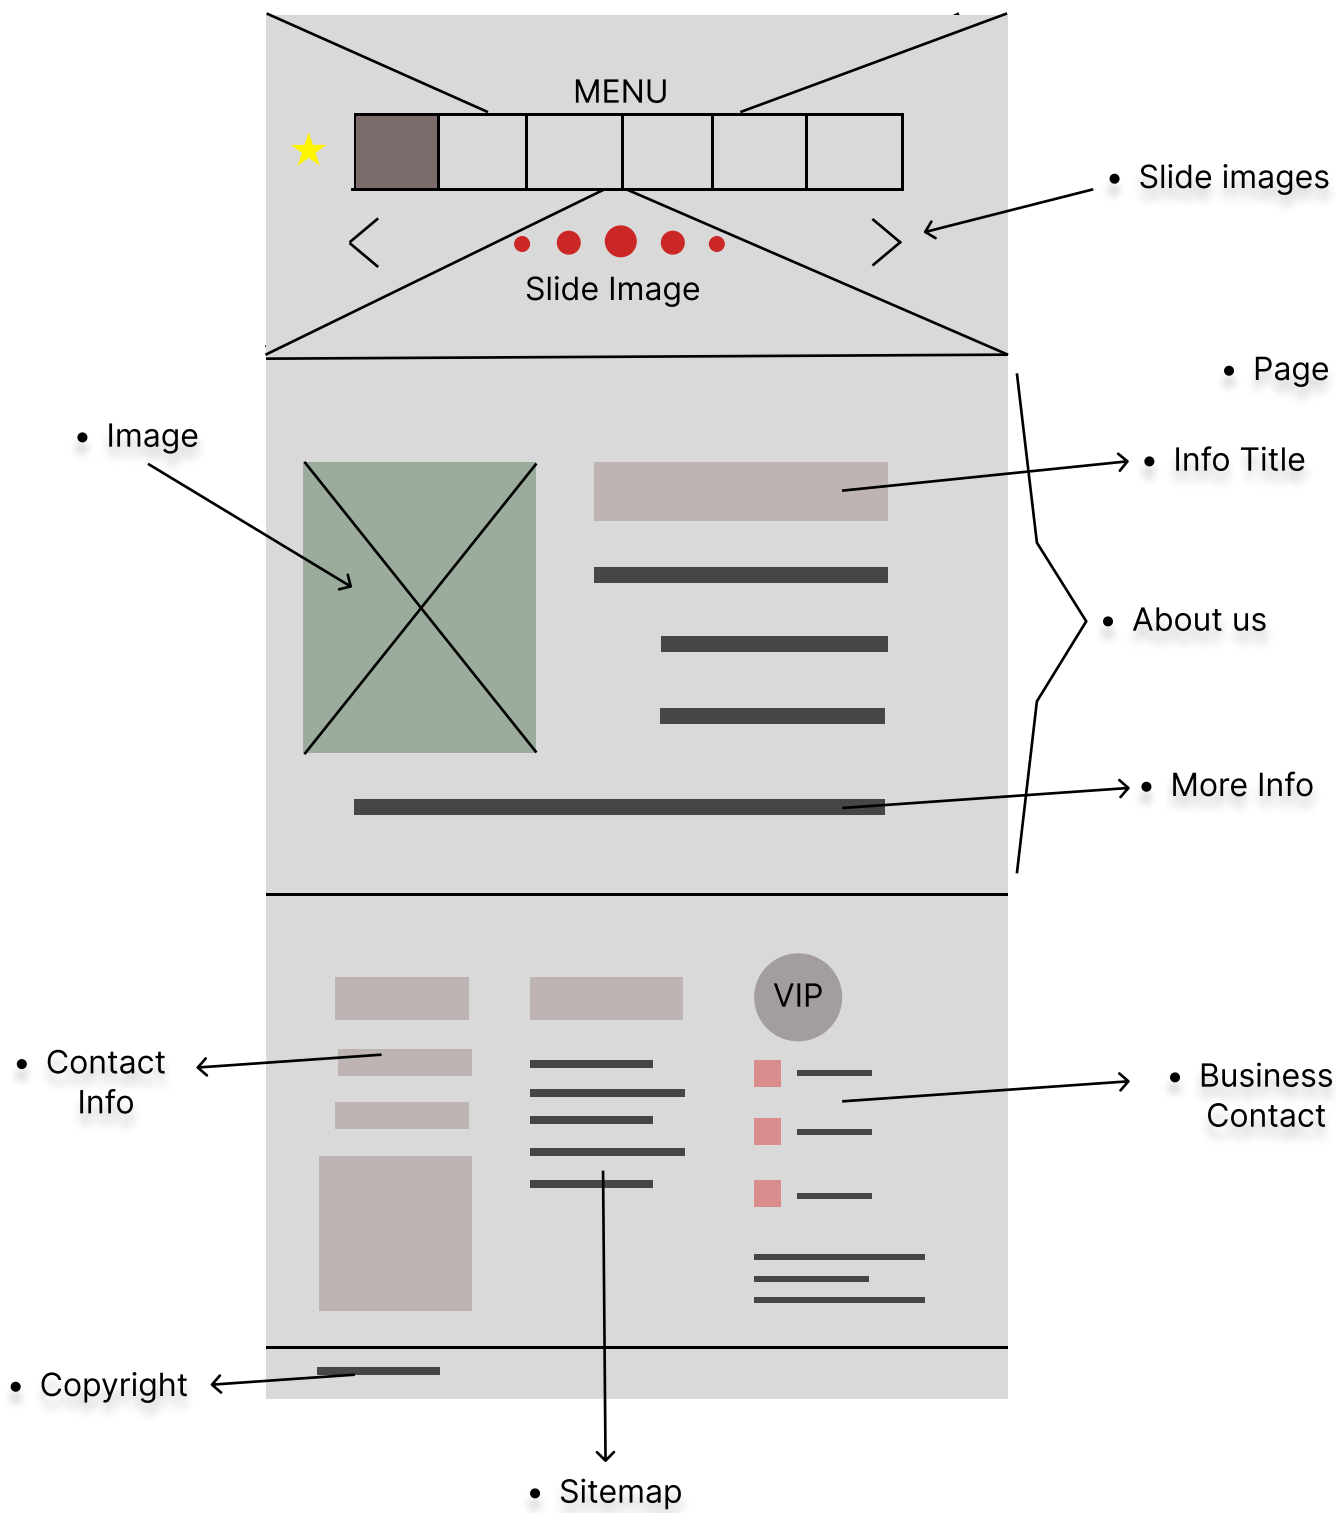 MENU
• Slide images
Slide Image
• Page
• Image
• Info Title
• About us
• More Info
VIP
• Contact
Info
• Business
Contact
• Copyright
• Sitemap